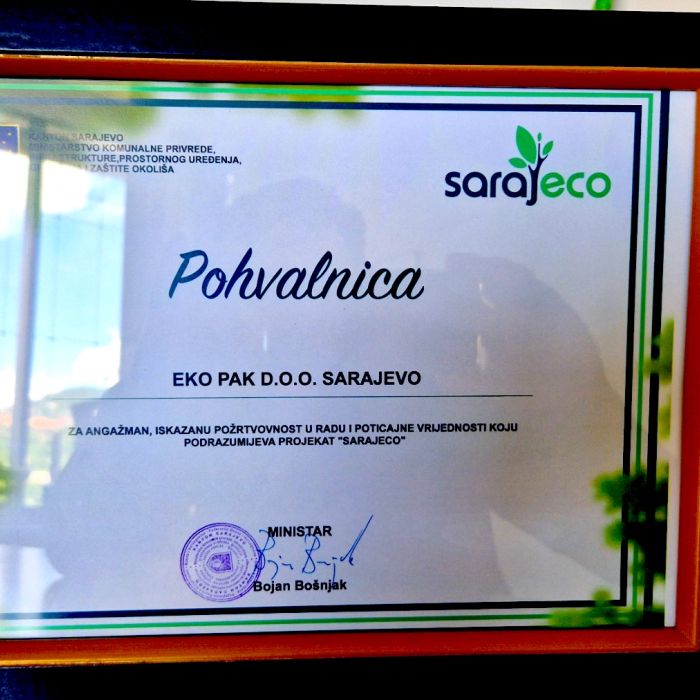 KANTON SARAJEVO
MINISTARSTVO KOMUNALNE PRIVREDE,
INFRASTRUKTURE,PROSTORNOG UREĐENJA,
I ZAŠTITE OKOLIŠA
sarajeco
Pohvalnica
EKO PAK D.O.O. SARAJEVO
ZA ANGAŽMAN, ISKAZANU POŽRTVOVNOST U RADU I POTICAJNE VRIJEDNOSTI KOJU
PODRAZUMIJEVA PROJEKAT "SARAJECO"
MINISTAR
Bojan Bošnjak